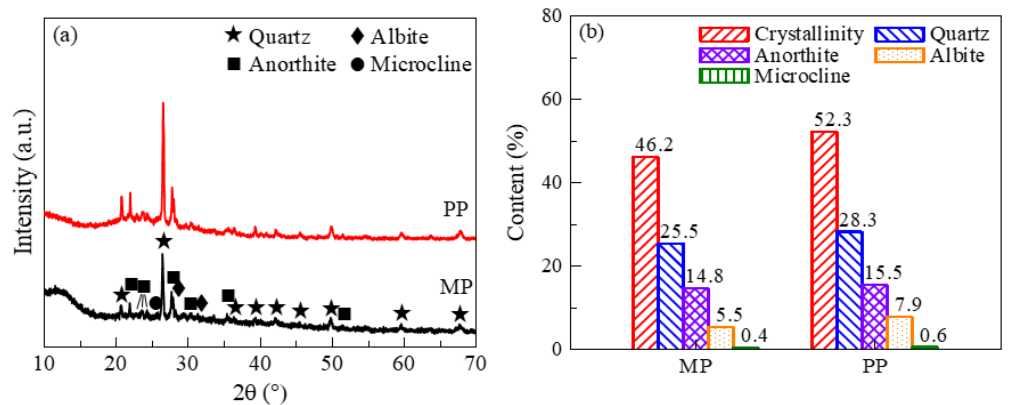 (a)
★ Quartz ◆ Albite
■ Anorthite ● Microcline
PP
MP
Intensity (a.u.)
10 20 30 40 50 60 70
2θ (°)
(b)
Crystallinity Quartz
Anorthite Albite
Microcline
80
60
40
20
0
Content (%)
46.2
25.5
14.8
5.5
0.4
52.3
28.3
15.5
7.9
0.6
MP PP